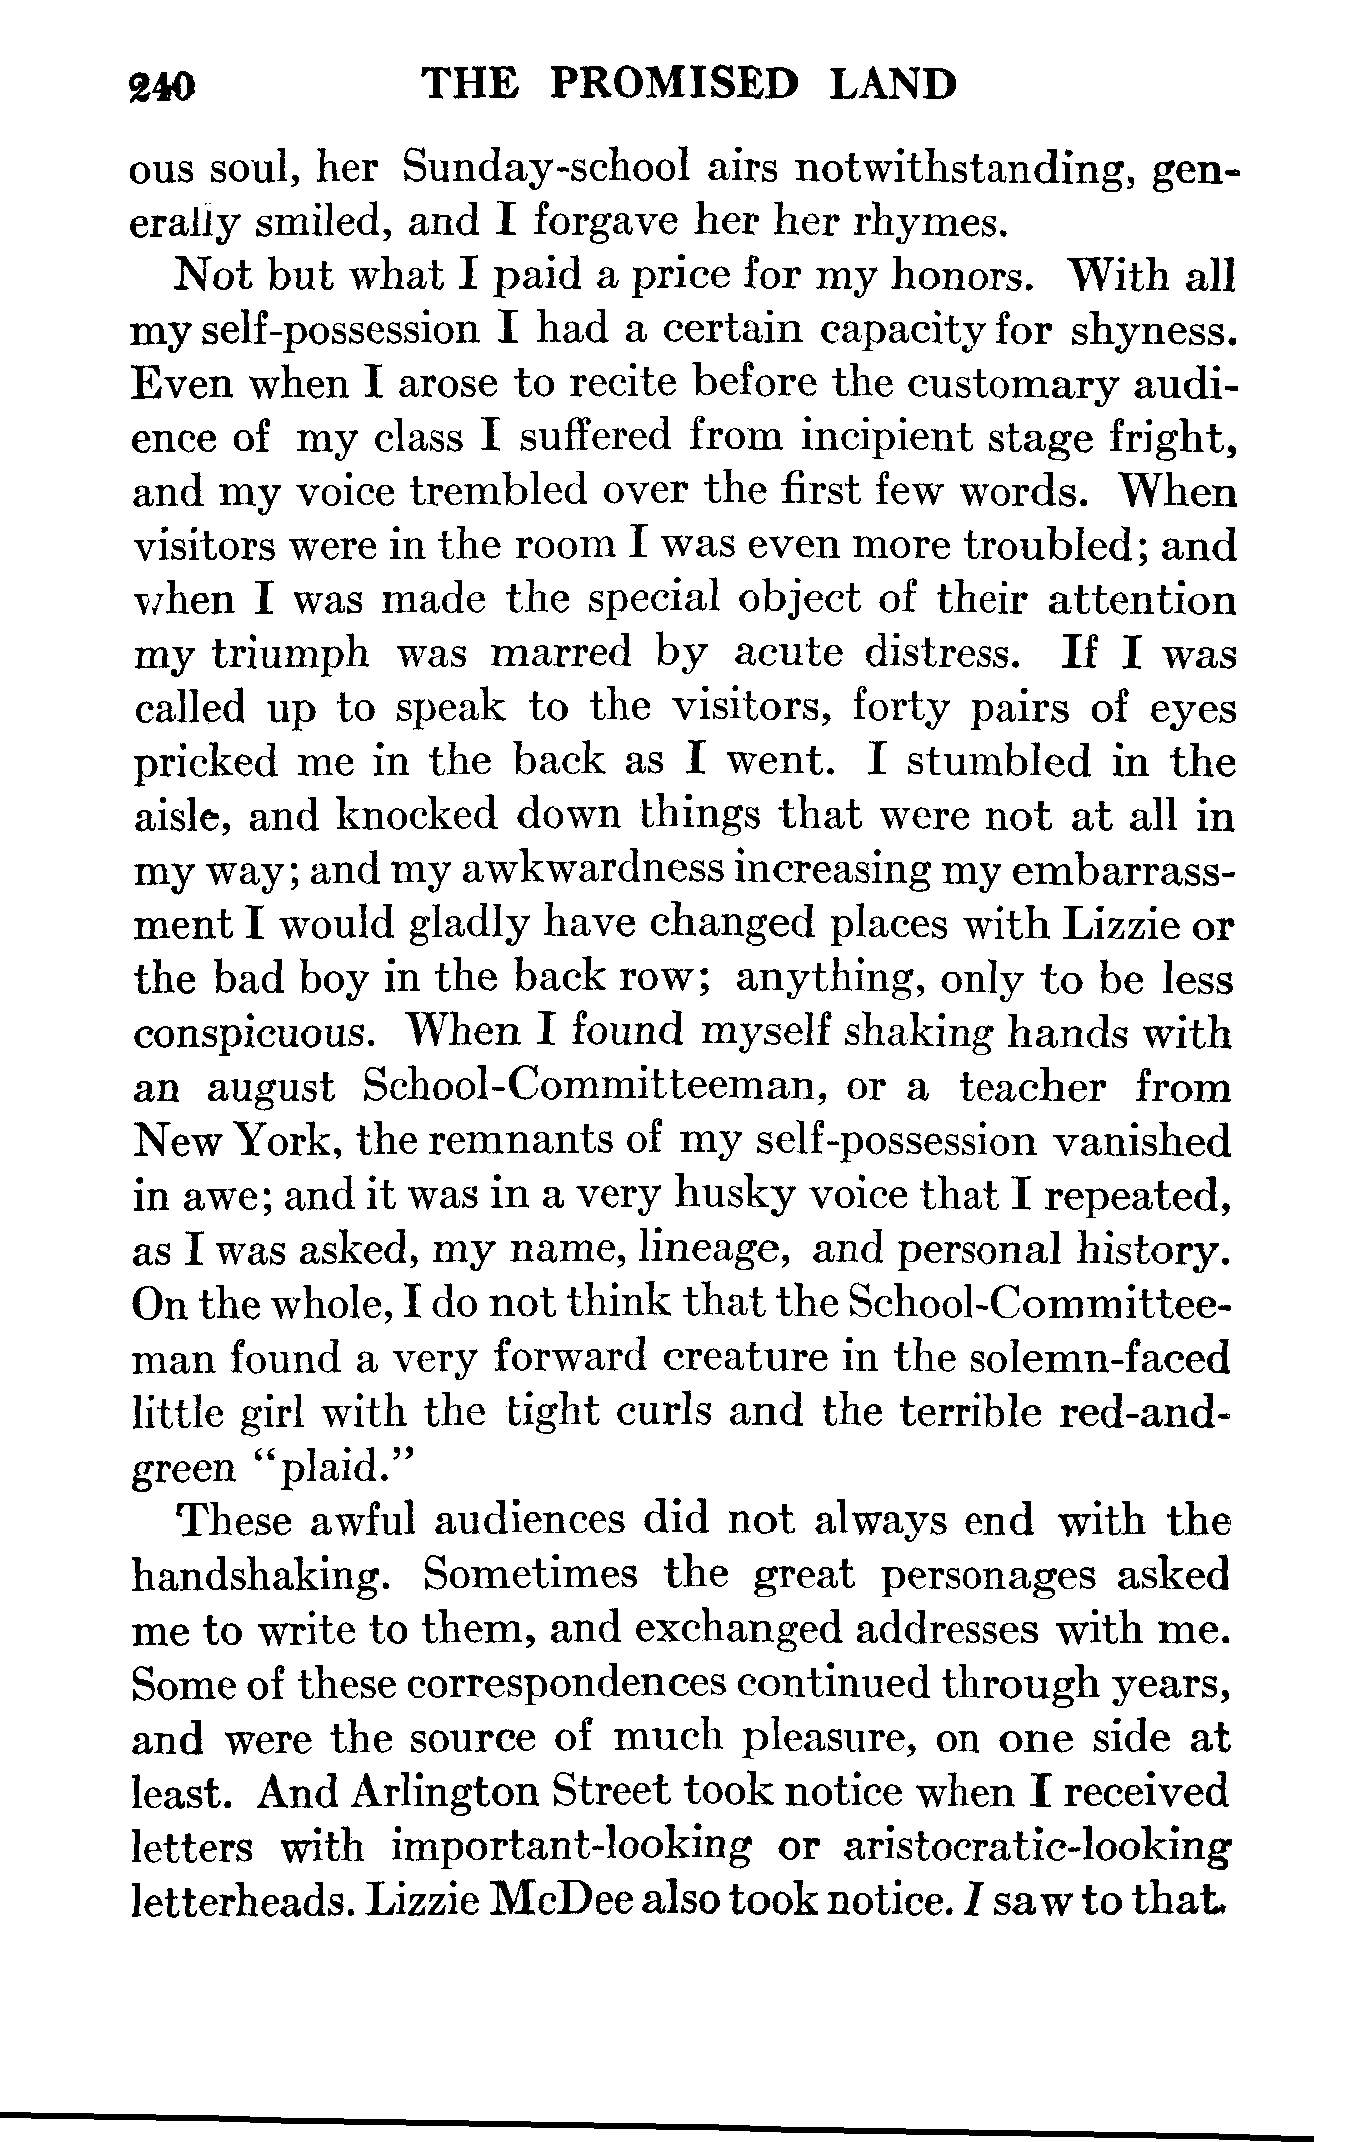 240 THE PROMISED LAND
ous soul, her Sunday-school airs notwithstanding, gen-
erally smiled, and I forgave her her rhymes.
Not but what I paid a price for my honors. With all
my self-possession I had a certain capacity for shyness.
Even when I arose to recite before the customary audi-
ence of my class I suffered from incipient stage fright,
and my voice trembled over the first few words. When
visitors were in the room I was even more troubled; and
when I was made the special object of their attention
my triumph was marred by acute distress. If I was
called up to speak to the visitors, forty pairs of eyes
pricked me in the back as I went. I stumbled in the
aisle, and knocked down things that were not at all in
my way; and my awkwardness increasing my embarrass-
ment I would gladly have changed places with Lizzie or
the bad boy in the back row; anything, only to be less
conspicuous. When I found myself shaking hands with
an august School-Committeeman, or a teacher from
New York, the remnants of my self-possession vanished
in awe; and it was in a very husky voice that I repeated,
as I was asked, my name, lineage, and personal history.
On the whole, I do not think that the School-Committee-
man found a very forward creature in the solemn-faced
little girl with the tight curls and the terrible red-and-
green "plaid."
These awful audiences did not always end with the
handshaking. Sometimes the great personages asked
me to write to them, and exchanged addresses with me.
Some of these correspondences continued through years,
and were the source of much pleasure, on one side at
least. And Arlington Street took notice when I received
letters with important-looking or aristocratic-looking
letterheads. Lizzie McDee also took notice. I saw to that.